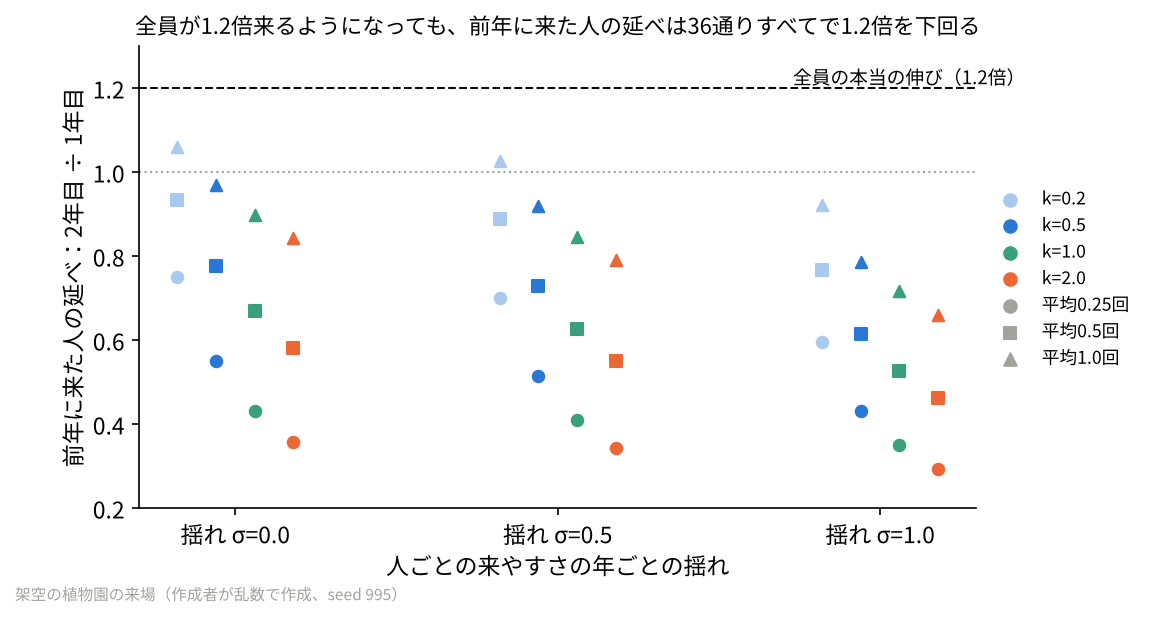 全員が1.2倍来るようになっても、前年に来た人の延べは36通りすべてで1.2倍を下回る
全員の本当の伸び（1.2倍）
前年に来た人の延べ：2年目 ÷ 1年目
1.2
1.0
0.8
0.6
0.4
0.2
k=0.2
k=0.5
k=1.0
k=2.0
平均0.25回
平均0.5回
平均1.0回
揺れ σ=0.0
揺れ σ=0.5
揺れ σ=1.0
人ごとの来やすさの年ごとの揺れ
架空の植物園の来場（作成者が乱数で作成、seed 995）